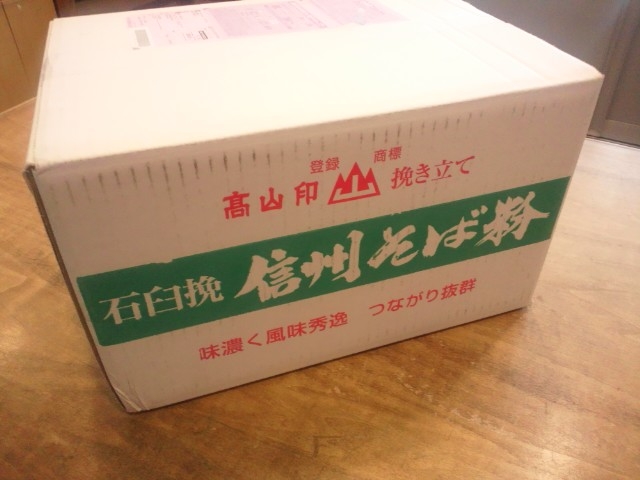 登録 商標
髙山印 挽き立て
石臼挽 信州そば粉
味濃く風味秀逸 つながり抜群